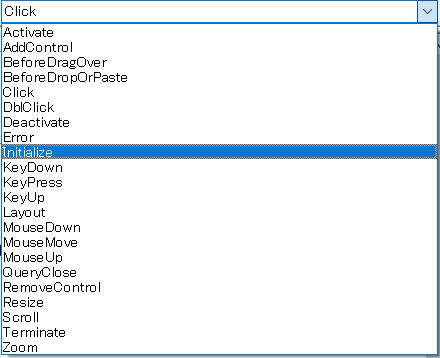 Click
Activate
AddControl
BeforeDragOver
BeforeDropOrPaste
Click
DblClick
Deactivate
Error
Initialize
KeyDown
KeyPress
KeyUp
Layout
MouseDown
MouseMove
MouseUp
QueryClose
RemoveControl
Resize
Scroll
Terminate
Zoom